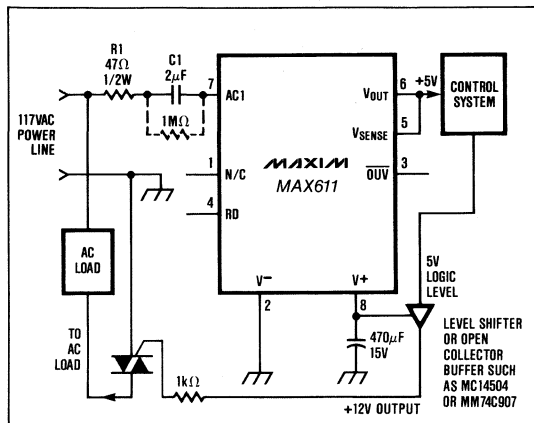 R1
47Ω
1/2W
C1
2μF
7
AC1
1MΩ
117VAC
POWER
LINE
1
N/C
4
RD
MAXIM
MAX611
VOUT
6
+5V
VSENSE
5
OUV
3
CONTROL
SYSTEM
AC
LOAD
V−
2
V+
8
5V
LOGIC
LEVEL
470μF
15V
LEVEL SHIFTER
OR OPEN
COLLECTOR
BUFFER SUCH
AS MC14504
OR MM74C907
TO
AC
LOAD
1kΩ
+12V OUTPUT